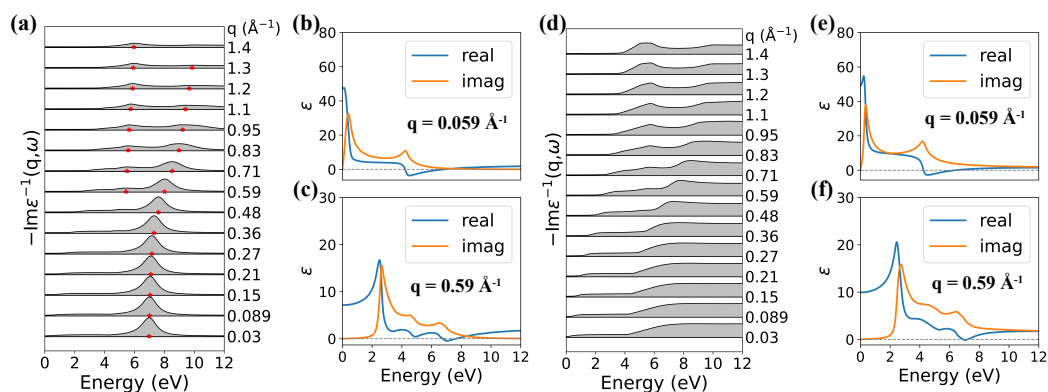 (a)
q (Å⁻¹)
1.4
1.3
1.2
1.1
0.95
0.83
0.71
0.59
0.48
0.36
0.27
0.21
0.15
0.089
0.03
−Imε⁻¹(q,ω)
0 2 4 6 8 10 12
Energy (eV)
(b)
80
60
40
20
0
ε
real
imag
q = 0.059 Å⁻¹
(c)
30
20
10
0
ε
real
imag
q = 0.59 Å⁻¹
0 2 4 6 8 10 12
Energy (eV)
(d)
q (Å⁻¹)
1.4
1.3
1.2
1.1
0.95
0.83
0.71
0.59
0.48
0.36
0.27
0.21
0.15
0.089
0.03
−Imε⁻¹(q,ω)
0 2 4 6 8 10 12
Energy (eV)
(e)
80
60
40
20
0
ε
real
imag
q = 0.059 Å⁻¹
(f)
30
20
10
0
ε
real
imag
q = 0.59 Å⁻¹
0 2 4 6 8 10 12
Energy (eV)